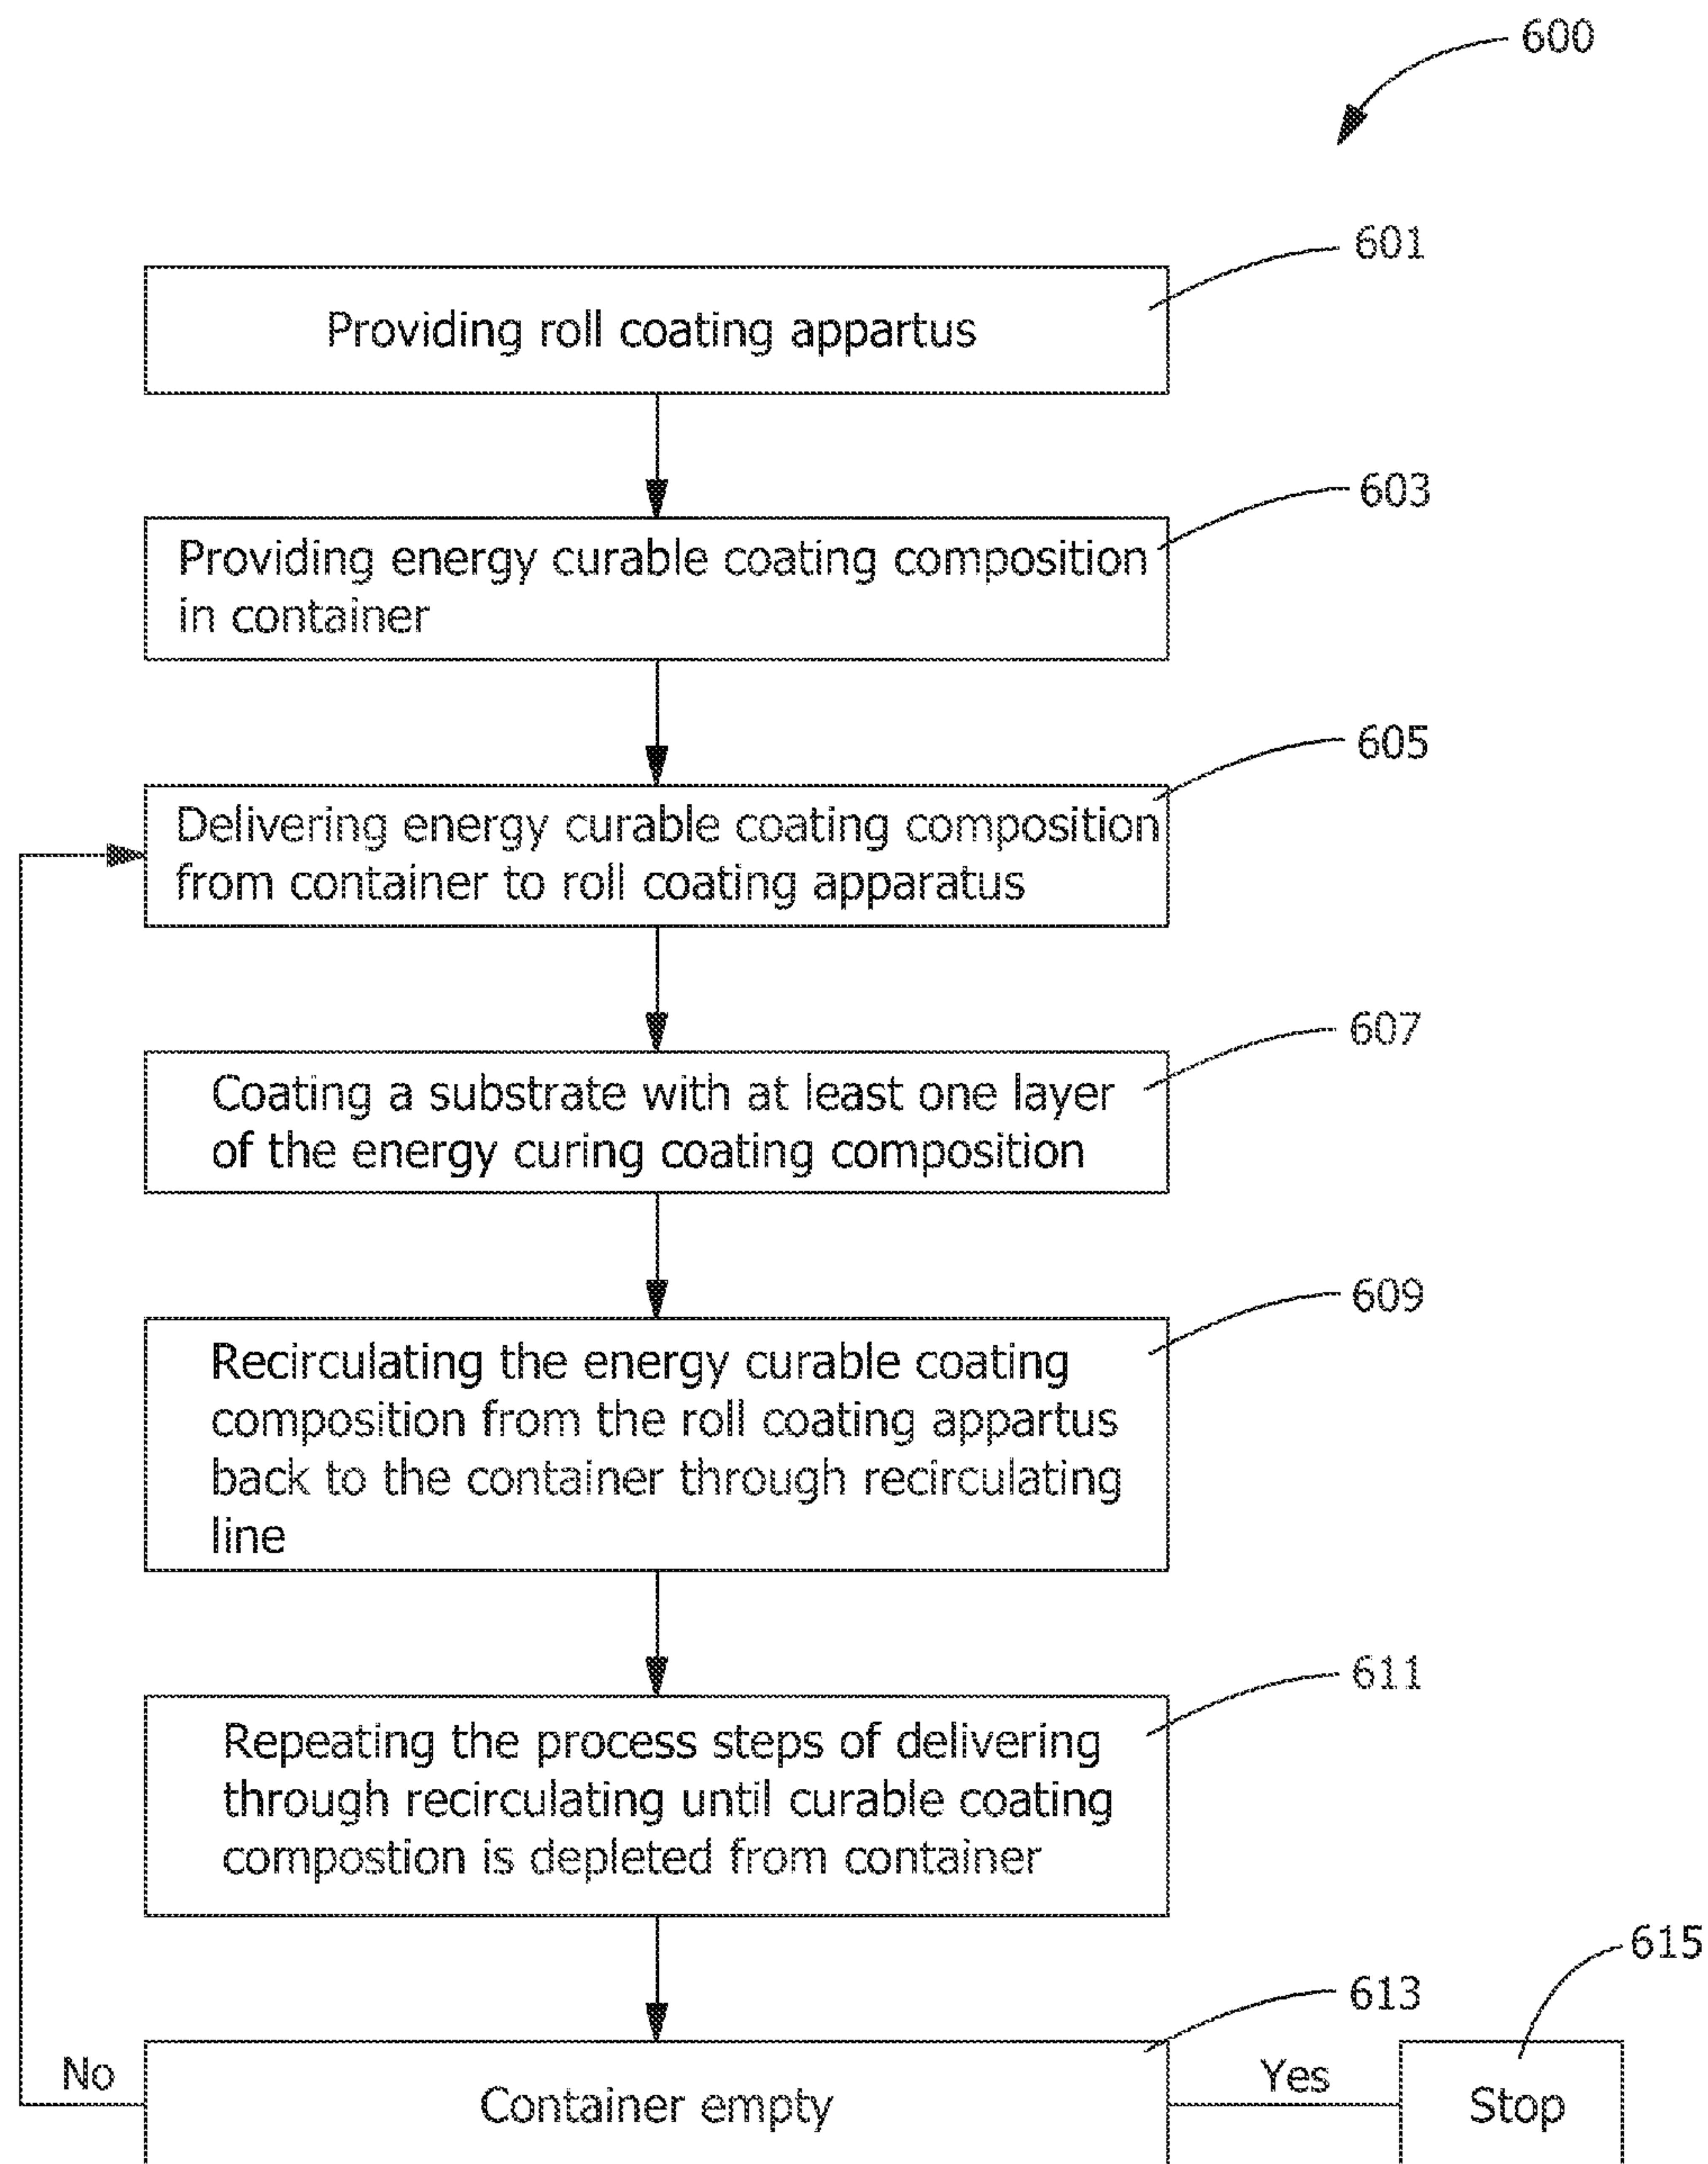 600
601
Providing roll coating appartus
603
Providing energy curable coating composition
in container
605
Delivering energy curable coating composition
from container to roll coating apparatus
607
Coating a substrate with at least one layer
of the energy curing coating composition
609
Recirculating the energy curable coating
composition from the roll coating appartus
back to the container through recirculating
line
611
Repeating the process steps of delivering
through recirculating until curable coating
compostion is depleted from container
615
613
No
Container empty
Yes
Stop